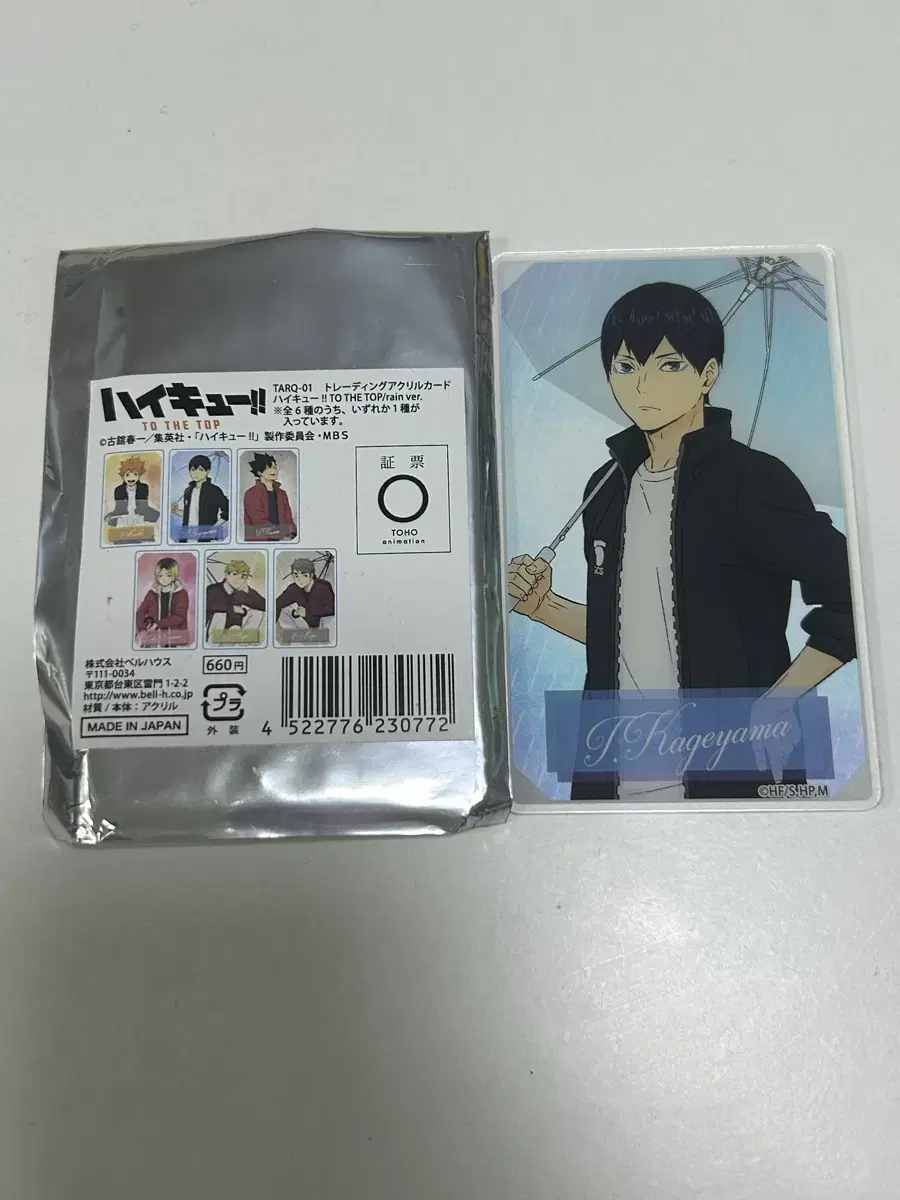 ハイキュー!!
TO THE TOP
TARQ-01 トレーディングアクリルカード
ハイキュー!! TO THE TOP/rain ver.
※全6種のうち、いずれか1種が
入っています。
©古舘春一／集英社・「ハイキュー!!」製作委員会・MBS
証票
TOHO
animation
株式会社ベルハウス
〒111-0034
東京都台東区雷門 1-2-2
http://www.bell-h.co.jp
材質 / 本体：アクリル
MADE IN JAPAN
660円
プラ
外装
4 522776 230772
T.Kageyama
©HF/S,HP,M